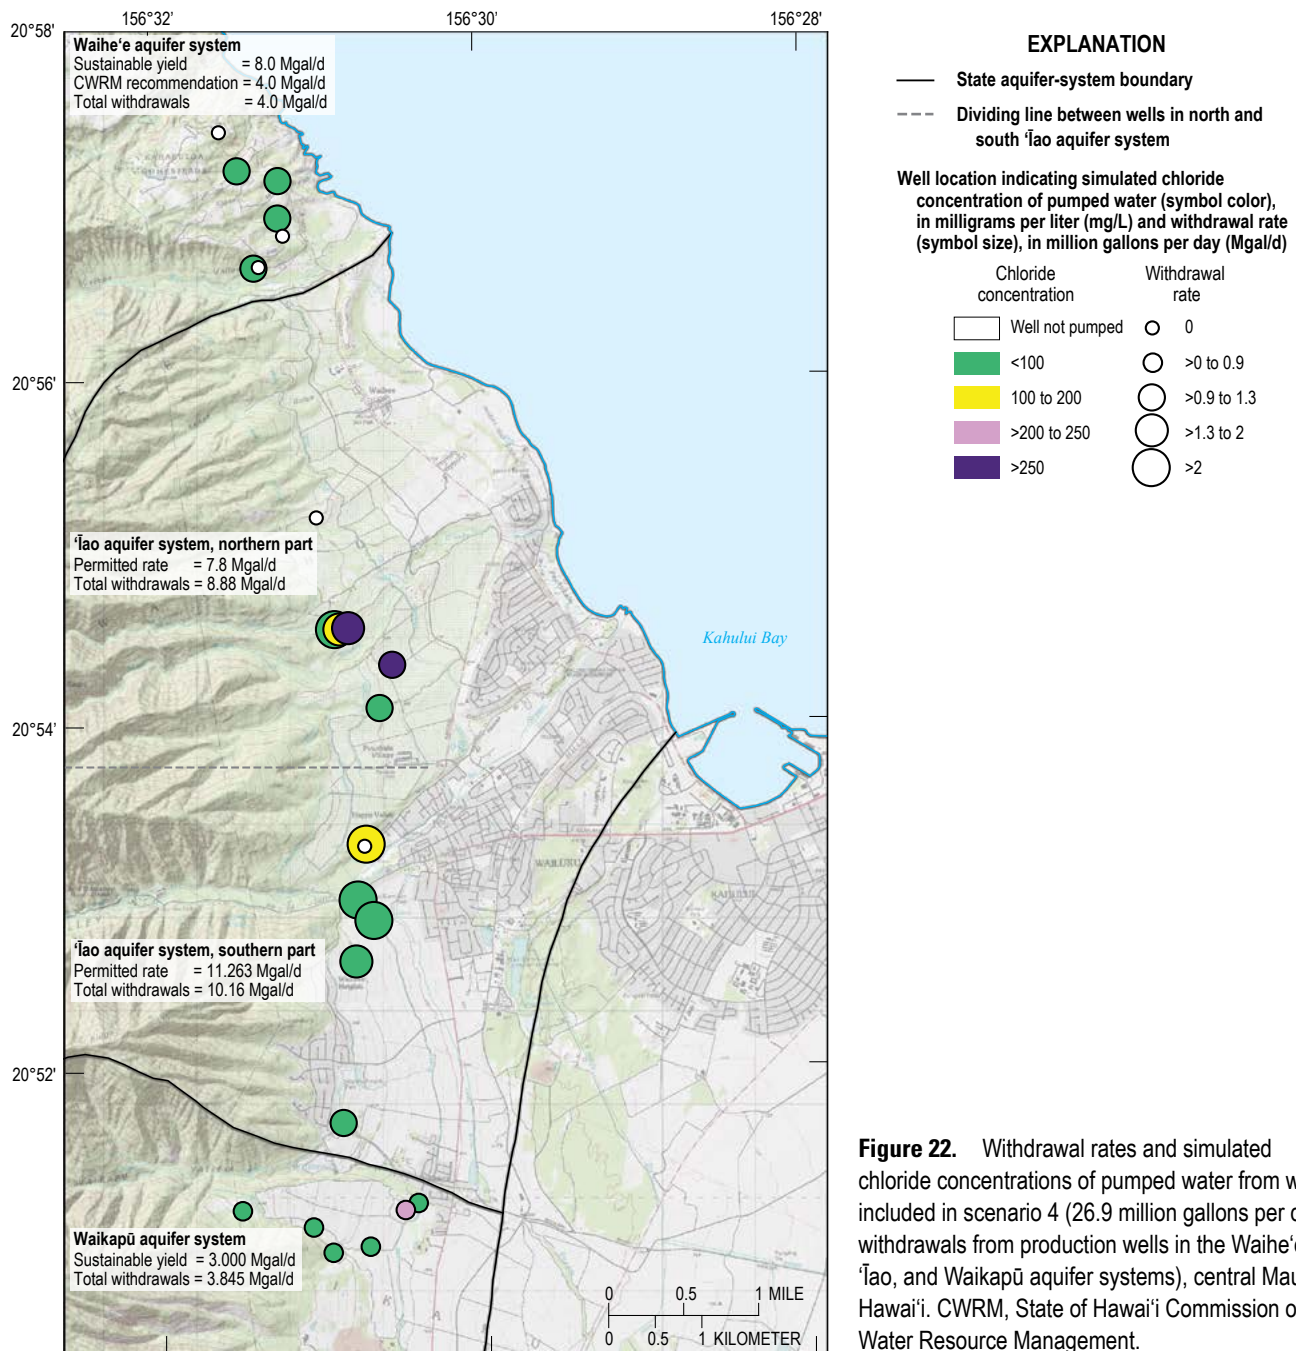 156°32'
156°30'
156°28'
20°58'
20°56'
20°54'
20°52'
Waihe‘e aquifer system
Sustainable yield = 8.0 Mgal/d
CWRM recommendation = 4.0 Mgal/d
Total withdrawals = 4.0 Mgal/d
‘Īao aquifer system, northern part
Permitted rate = 7.8 Mgal/d
Total withdrawals = 8.88 Mgal/d
Kahului Bay
WAILUKU
KAHULUI
‘Īao aquifer system, southern part
Permitted rate = 11.263 Mgal/d
Total withdrawals = 10.16 Mgal/d
Waikapū aquifer system
Sustainable yield = 3.000 Mgal/d
Total withdrawals = 3.845 Mgal/d
0 0.5 1 MILE
0 0.5 1 KILOMETER
EXPLANATION
State aquifer-system boundary
Dividing line between wells in north and
south ‘Īao aquifer system
Well location indicating simulated chloride
concentration of pumped water (symbol color),
in milligrams per liter (mg/L) and withdrawal rate
(symbol size), in million gallons per day (Mgal/d)
Chloride
concentration
Withdrawal
rate
Well not pumped 0
<100 >0 to 0.9
100 to 200 >0.9 to 1.3
>200 to 250 >1.3 to 2
>250 >2
Figure 22. Withdrawal rates and simulated
chloride concentrations of pumped water from w
included in scenario 4 (26.9 million gallons per
withdrawals from production wells in the Waihe‘
‘Īao, and Waikapū aquifer systems), central Mau
Hawai‘i. CWRM, State of Hawai‘i Commission o
Water Resource Management.